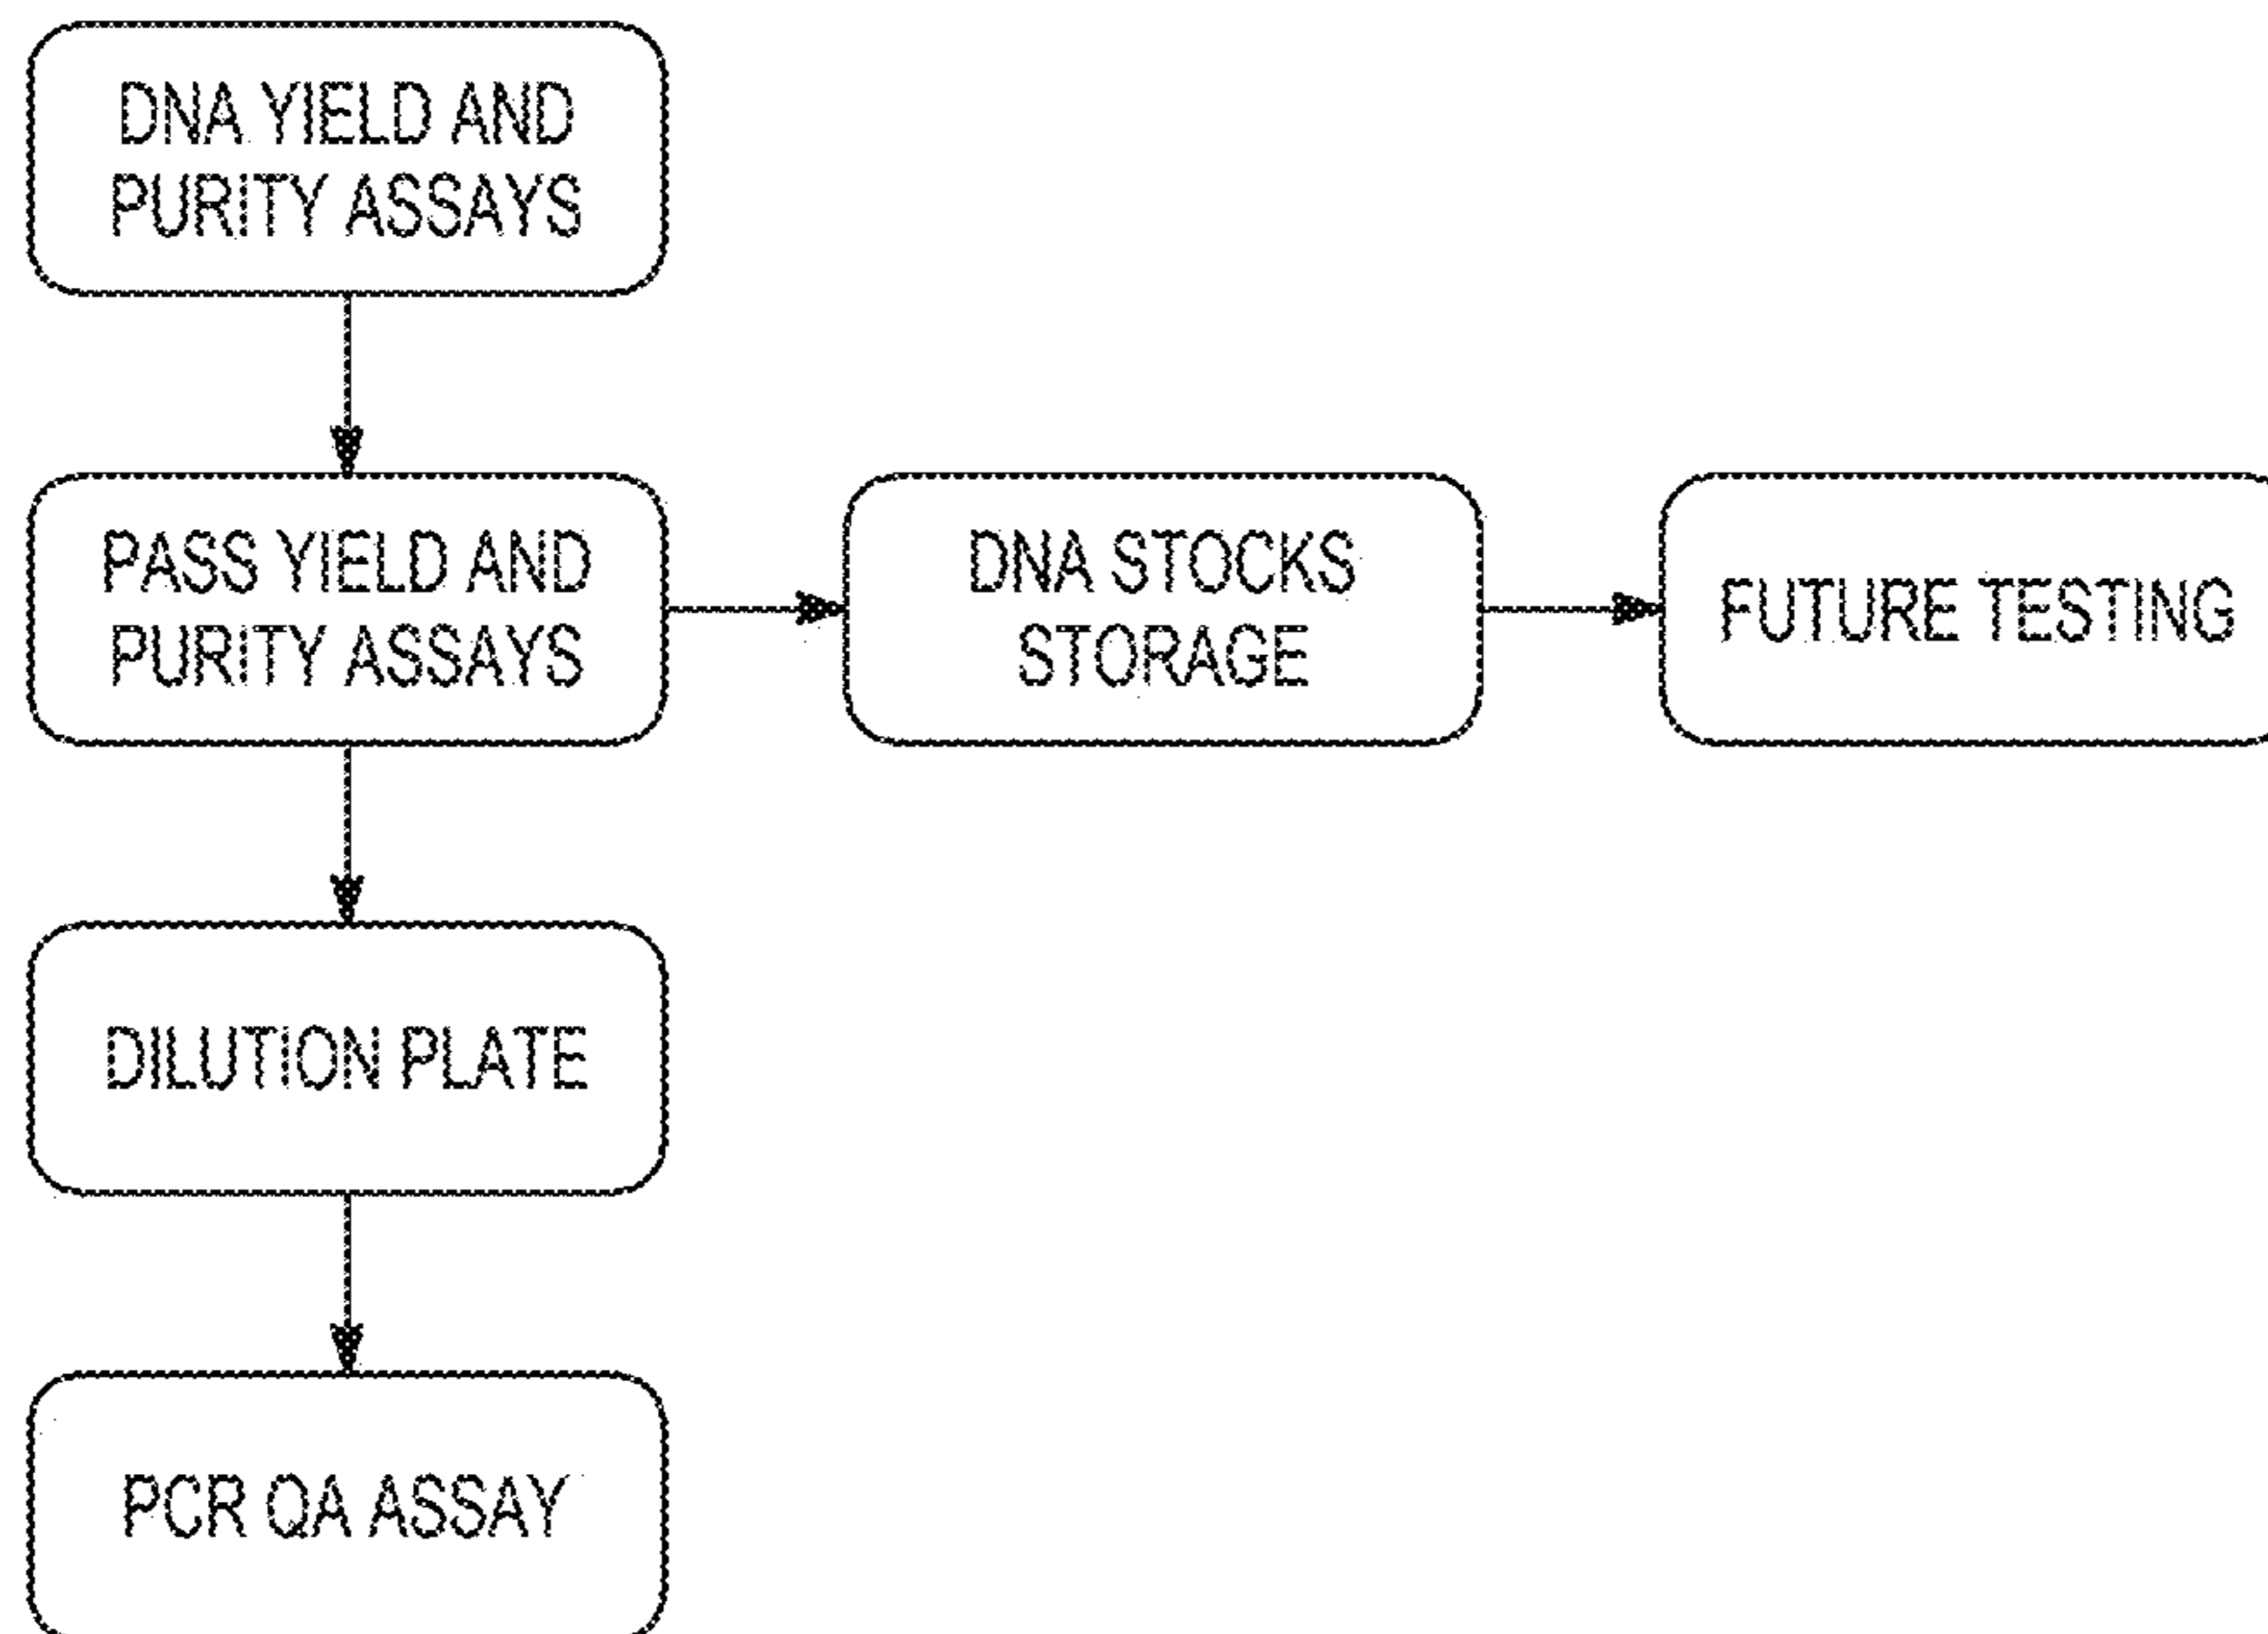 DNA YIELD AND
PURITY ASSAYS
PASS YIELD AND
PURITY ASSAYS
DNA STOCKS
STORAGE
FUTURE TESTING
DILUTION PLATE
PCR QA ASSAY